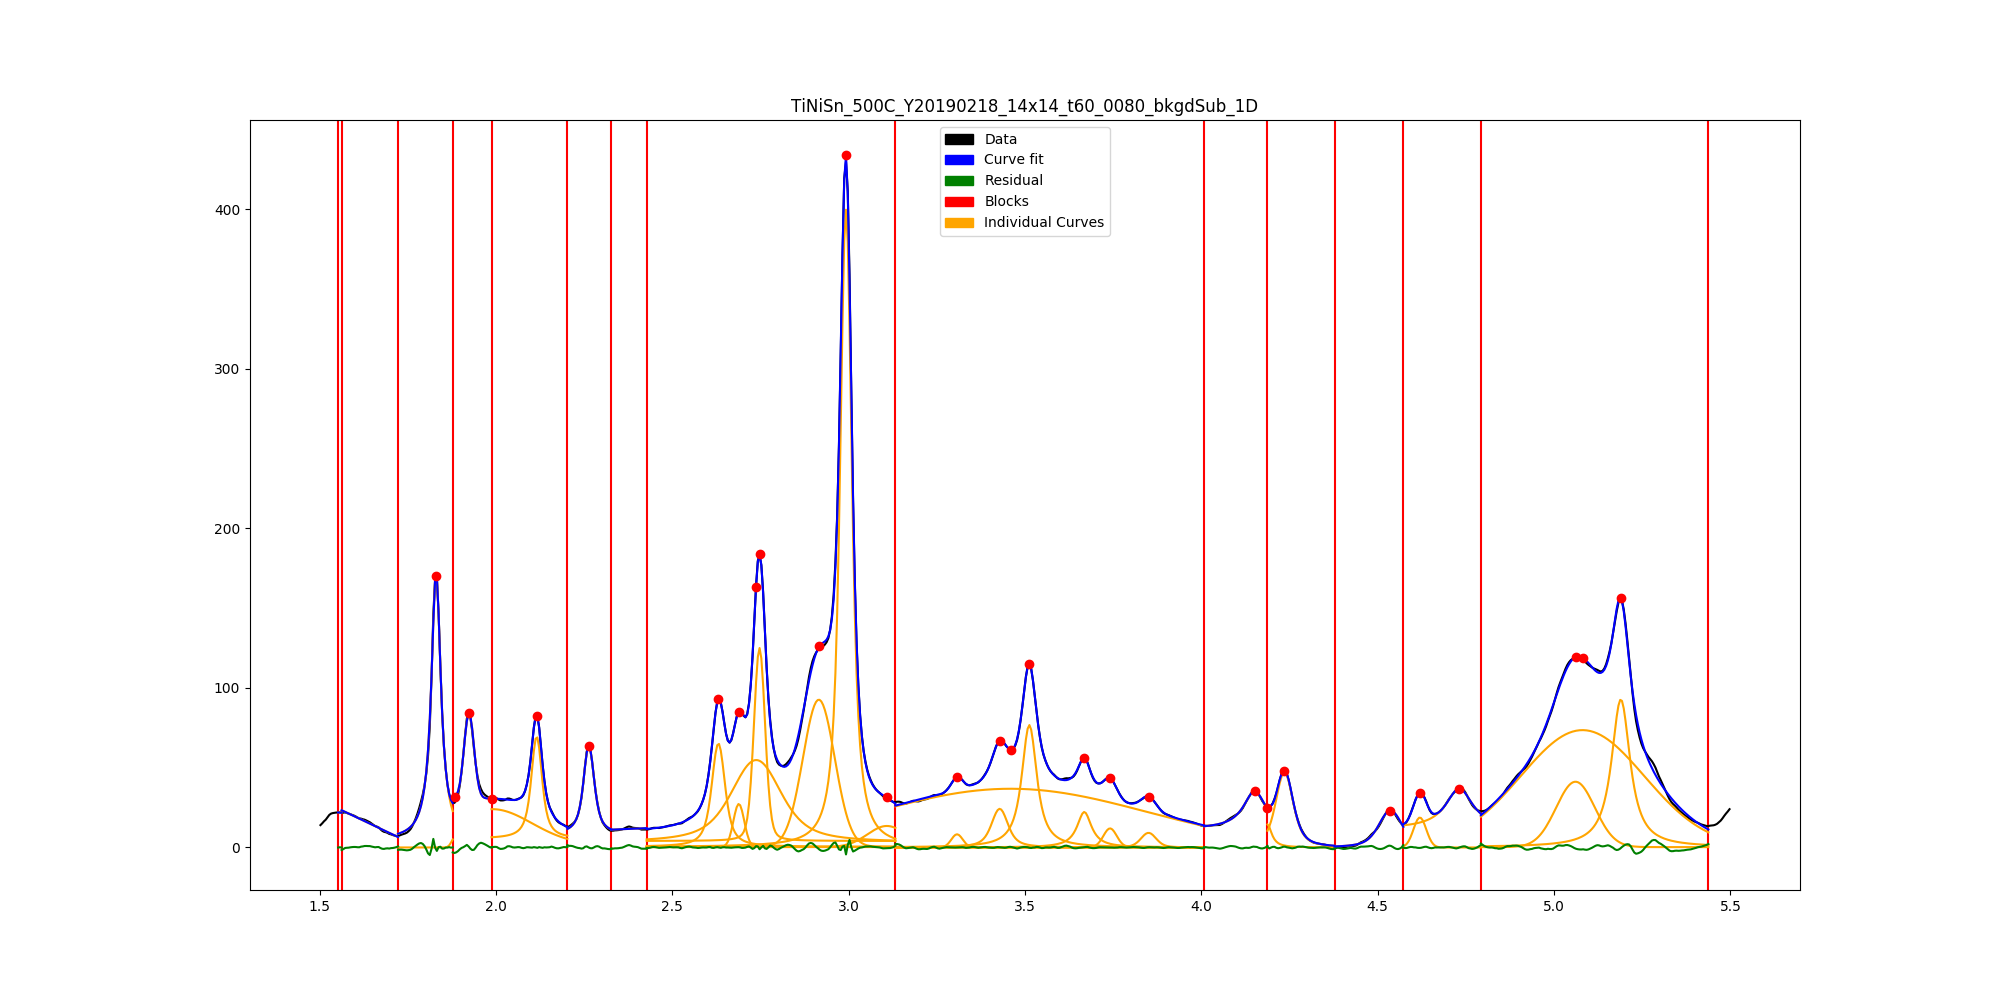 TiNiSn_500C_Y20190218_14x14_t60_0080_bkgdSub_1D
Data
Curve fit
Residual
Blocks
Individual Curves
400
300
200
100
0
1.5 2.0 2.5 3.0 3.5 4.0 4.5 5.0 5.5